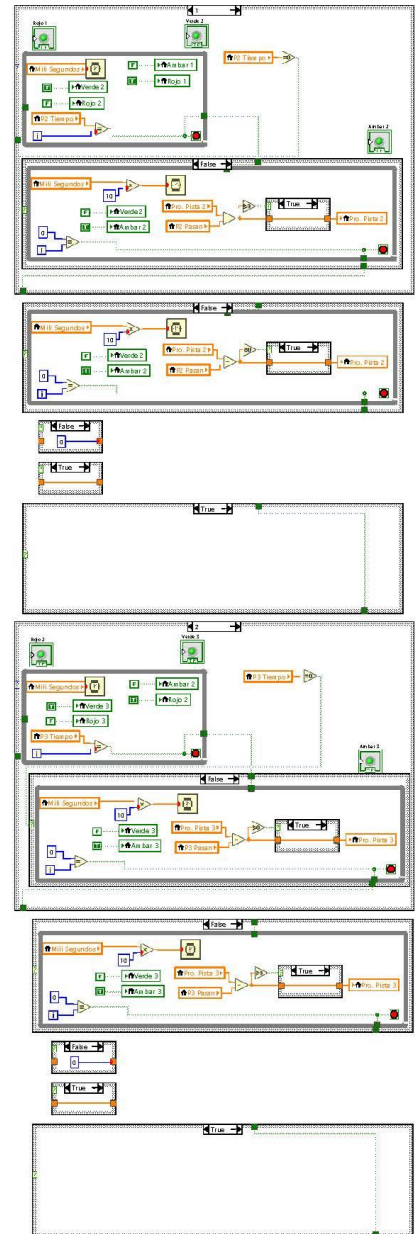 1
Rojo 1
Verde 2
Mili Segundos
Ambar 1
P2 Tiempo
=0
F
Verde 2
Rojo 1
F
Rojo 2
P2 Tiempo
i
Ambar 2
False
Mili Segundos
10
F
Verde 2
Pro. Pista 2
True
Ambar 2
P2 Pasan
Pro. Pista 2
0
i
False
Mili Segundos
10
F
Verde 2
Pro. Pista 2
True
Ambar 2
P2 Pasan
Pro. Pista 2
0
i
False
0
True
True
2
Rojo 2
Verde 3
Mili Segundos
F
Ambar 2
P3 Tiempo
=0
Verde 3
Rojo 2
F
Rojo 3
P3 Tiempo
i
Ambar 3
False
Mili Segundos
10
F
Verde 3
Pro. Pista 3
True
Ambar 3
P3 Pasan
Pro. Pista 3
0
i
False
Mili Segundos
10
F
Verde 3
Pro. Pista 3
True
Ambar 3
P3 Pasan
Pro. Pista 3
0
i
False
0
True
True